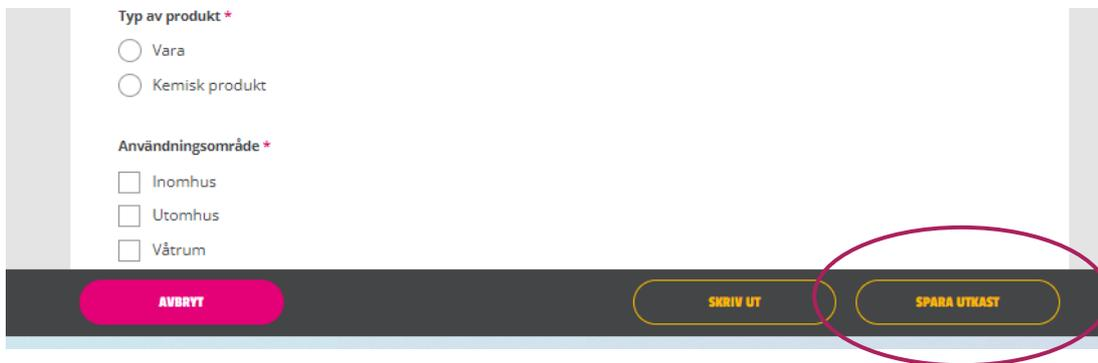 Typ av produkt *
Vara
Kemisk produkt
Användningsområde *
Inomhus
Utomhus
Våtrum
AVBRYT
SKRIV UT
SPARA UTKAST